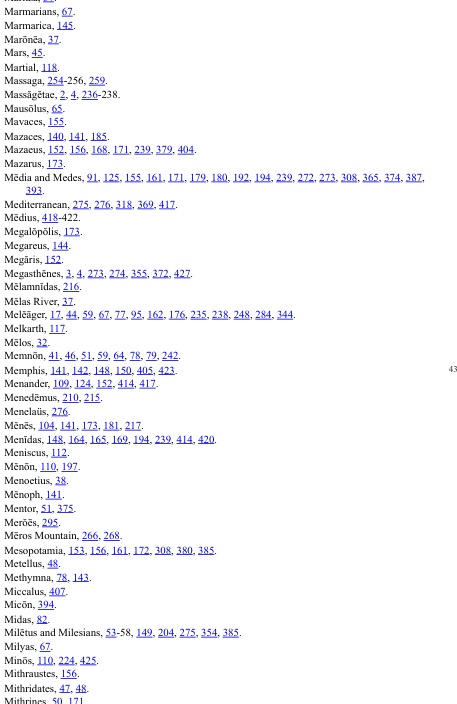 Marmarians, 67.
Marmarica, 145.
Marōnēa, 37.
Mars, 45.
Martial, 118.
Massaga, 254-256, 259.
Massāgĕtae, 2, 4, 236-238.
Mausōlus, 65.
Mavaces, 155.
Mazaces, 140, 141, 185.
Mazaeus, 152, 156, 168, 171, 239, 379, 404.
Mazarus, 173.
Mēdia and Medes, 91, 125, 155, 161, 171, 179, 180, 192, 194, 239, 272, 273, 308, 365, 374, 387,
393.
Mediterranean, 275, 276, 318, 369, 417.
Mēdius, 418-422.
Megalŏpŏlis, 173.
Megareus, 144.
Megăris, 152.
Megasthĕnes, 3, 4, 273, 274, 355, 372, 427.
Mēlamnĭdas, 216.
Mĕlas River, 37.
Melĕāger, 17, 44, 59, 67, 77, 95, 162, 176, 235, 238, 248, 284, 344.
Melkarth, 117.
Mēlos, 32.
Memnōn, 41, 46, 51, 59, 64, 78, 79, 242.
Memphis, 141, 142, 148, 150, 405, 423.
43
Menander, 109, 124, 152, 414, 417.
Menedēmus, 210, 215.
Menelaüs, 276.
Mĕnēs, 104, 141, 173, 181, 217.
Menĭdas, 148, 164, 165, 169, 194, 239, 414, 420.
Meniscus, 112.
Mĕnōn, 110, 197.
Menoetius, 38.
Mēnoph, 141.
Mentor, 51, 375.
Merŏēs, 295.
Mēros Mountain, 266, 268.
Mesopotamia, 153, 156, 161, 172, 308, 380, 385.
Metellus, 48.
Methymna, 78, 143.
Miccalus, 407.
Micōn, 394.
Midas, 82.
Milētus and Milesians, 53-58, 149, 204, 275, 354, 385.
Milyas, 67.
Minōs, 110, 224, 425.
Mithraustes, 156.
Mithridates, 47, 48.
Mithrines, 50, 171.